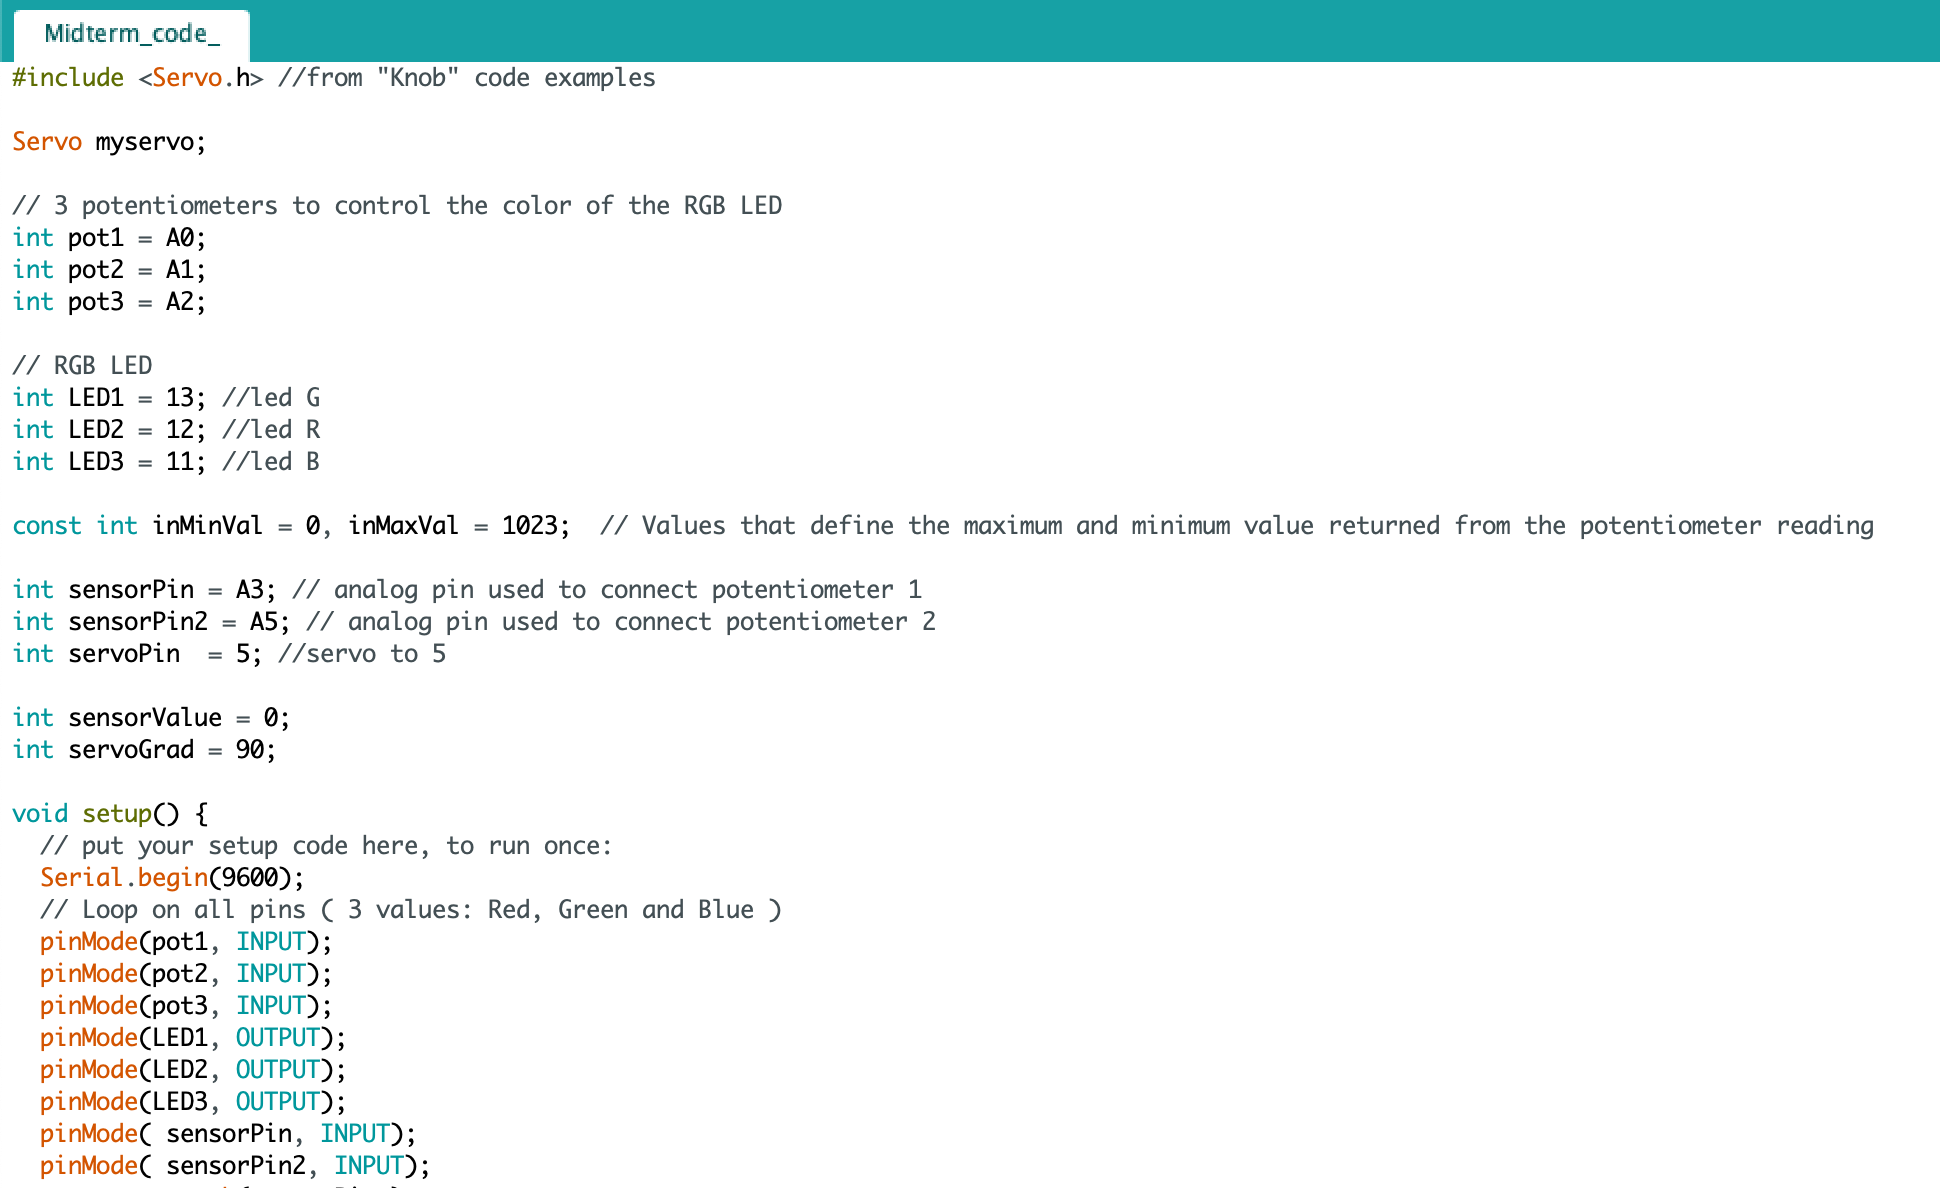 Midterm_code_
#include <Servo.h> //from "Knob" code examples
Servo myservo;
// 3 potentiometers to control the color of the RGB LED
int pot1 = A0;
int pot2 = A1;
int pot3 = A2;
// RGB LED
int LED1 = 13; //led G
int LED2 = 12; //led R
int LED3 = 11; //led B
const int inMinVal = 0, inMaxVal = 1023;  // Values that define the maximum and minimum value returned from the potentiometer reading
int sensorPin = A3; // analog pin used to connect potentiometer 1
int sensorPin2 = A5; // analog pin used to connect potentiometer 2
int servoPin  = 5; //servo to 5
int sensorValue = 0;
int servoGrad = 90;
void setup() {
  // put your setup code here, to run once:
  Serial.begin(9600);
  // Loop on all pins ( 3 values: Red, Green and Blue )
  pinMode(pot1, INPUT);
  pinMode(pot2, INPUT);
  pinMode(pot3, INPUT);
  pinMode(LED1, OUTPUT);
  pinMode(LED2, OUTPUT);
  pinMode(LED3, OUTPUT);
  pinMode( sensorPin, INPUT);
  pinMode( sensorPin2, INPUT);